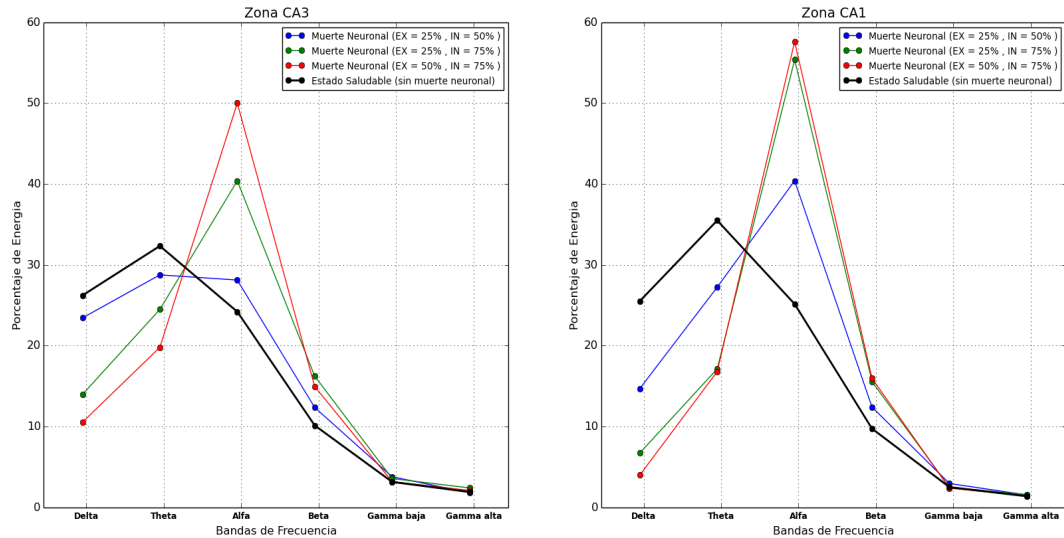 Zona CA3
Porcentaje de Energia
60
50
40
30
20
10
0
Muerte Neuronal (EX = 25% , IN = 50% )
Muerte Neuronal (EX = 25% , IN = 75% )
Muerte Neuronal (EX = 50% , IN = 75% )
Estado Saludable (sin muerte neuronal)
Delta Theta Alfa Beta Gamma baja Gamma alta
Bandas de Frecuencia
Zona CA1
Porcentaje de Energia
60
50
40
30
20
10
0
Muerte Neuronal (EX = 25% , IN = 50% )
Muerte Neuronal (EX = 25% , IN = 75% )
Muerte Neuronal (EX = 50% , IN = 75% )
Estado Saludable (sin muerte neuronal)
Delta Theta Alfa Beta Gamma baja Gamma alta
Bandas de Frecuencia